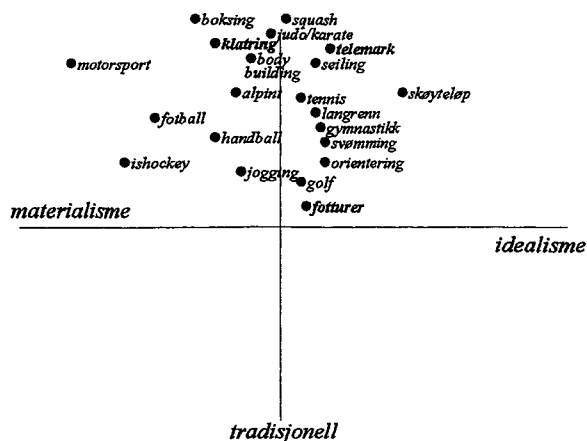 boksing
squash
judo/karate
klatring
telemark
body
building
motorsport
seiling
alpint
tennis
skøyteløp
langrenn
fotball
gymnastikk
handball
svømming
ishockey
orientering
jogging
golf
materialisme
fotturer
idealisme
tradisjonell